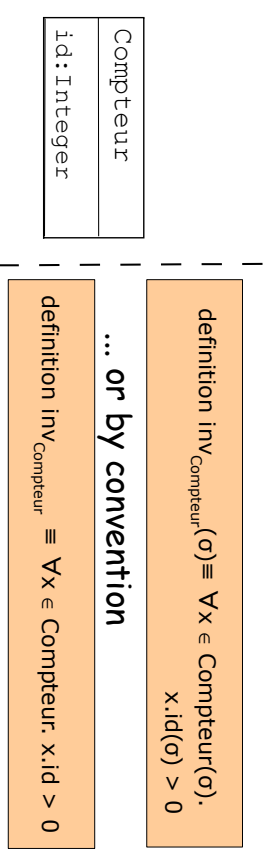 Compteur
id:Integer
definition inv_Compteur(σ)≡ ∀x ∈ Compteur(σ).
x.id(σ) > 0
... or by convention
definition inv_Compteur ≡ ∀x ∈ Compteur. x.id > 0